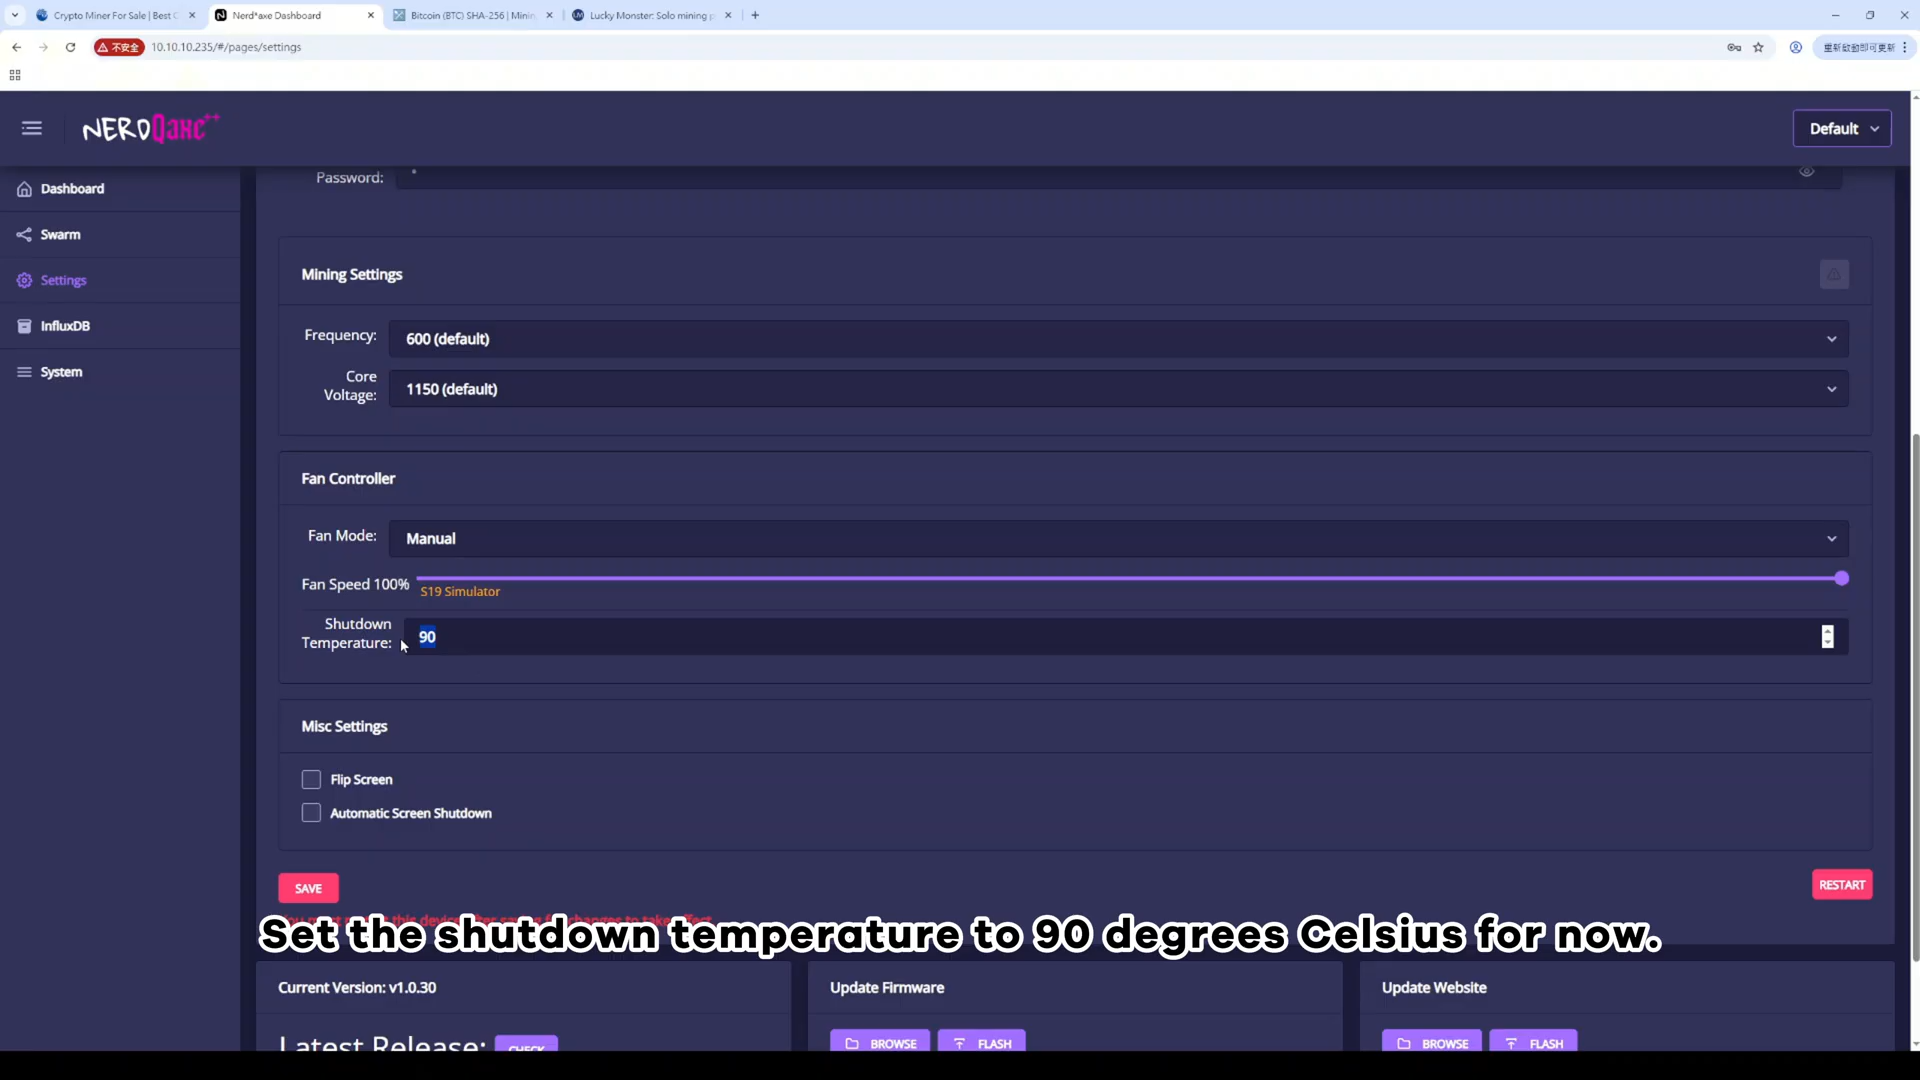 Crypto Miner For Sale | Best C
Nerd*axe Dashboard
Bitcoin (BTC) SHA-256 | Minin
Lucky Monster: Solo mining p
不安全
10.10.10.235/#/pages/settings
重新啟動即可更新
NERDQaxe++
Default
Dashboard
Swarm
Settings
InfluxDB
System
Password:
*
Mining Settings
Frequency:
600 (default)
Core
Voltage:
1150 (default)
Fan Controller
Fan Mode:
Manual
Fan Speed 100%
S19 Simulator
Shutdown
Temperature:
90
Misc Settings
Flip Screen
Automatic Screen Shutdown
SAVE
RESTART
Set the shutdown temperature to 90 degrees Celsius for now.
Current Version: v1.0.30
Update Firmware
Update Website
Latest Release:
CHECK
BROWSE
FLASH
BROWSE
FLASH